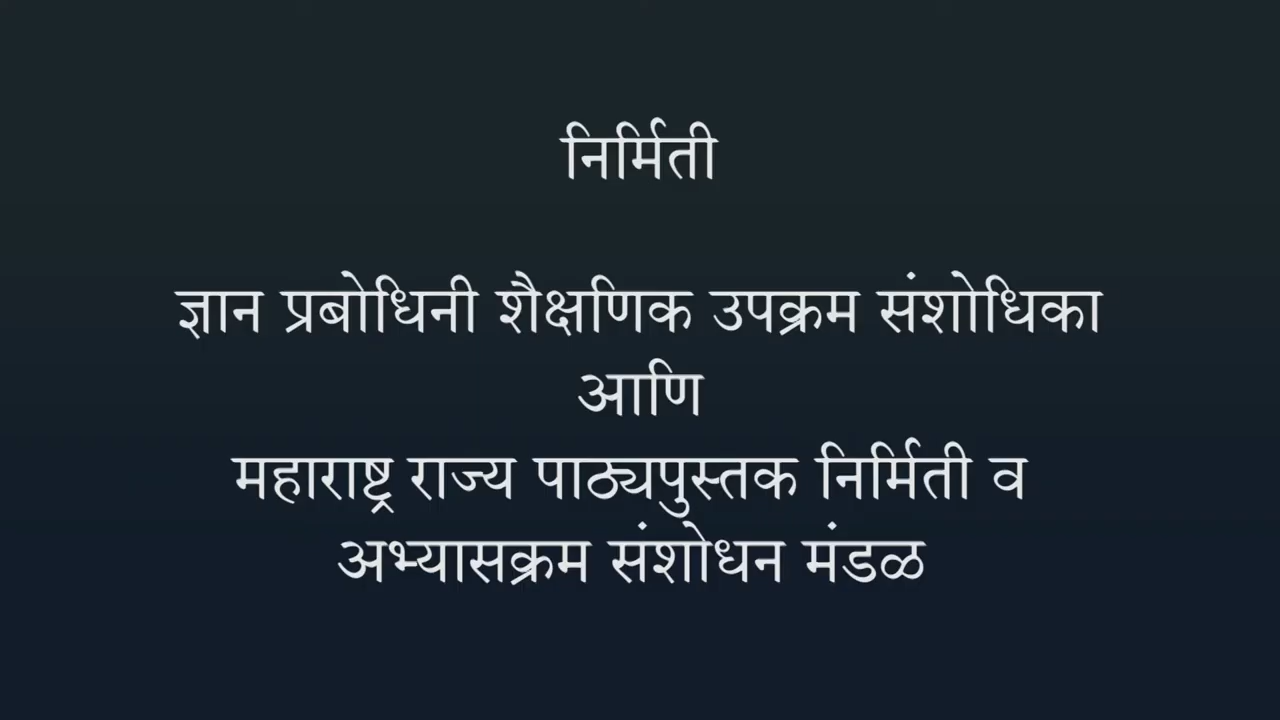 निर्मिती
ज्ञान प्रबोधिनी शैक्षणिक उपक्रम संशोधिका
आणि
महाराष्ट्र राज्य पाठ्यपुस्तक निर्मिती व
अभ्यासक्रम संशोधन मंडळ